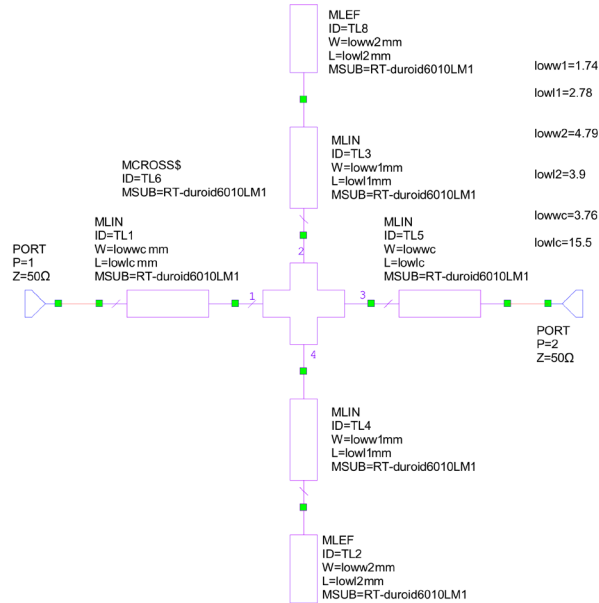 MLEF
ID=TL8
W=loww2mm
L=lowl2mm
MSUB=RT-duroid6010LM1
loww1=1.74
lowl1=2.78
loww2=4.79
lowl2=3.9
lowwc=3.76
lowlc=15.5
MLIN
ID=TL3
W=loww1mm
L=lowl1mm
MSUB=RT-duroid6010LM1
MCROSS$
ID=TL6
MSUB=RT-duroid6010LM1
MLIN
ID=TL1
W=lowwc mm
L=lowlc mm
MSUB=RT-duroid6010LM1
MLIN
ID=TL5
W=lowwc
L=lowlc
MSUB=RT-duroid6010LM1
PORT
P=1
Z=50Ω
2
1
3
4
PORT
P=2
Z=50Ω
MLIN
ID=TL4
W=loww1mm
L=lowl1mm
MSUB=RT-duroid6010LM1
MLEF
ID=TL2
W=loww2mm
L=lowl2mm
MSUB=RT-duroid6010LM1